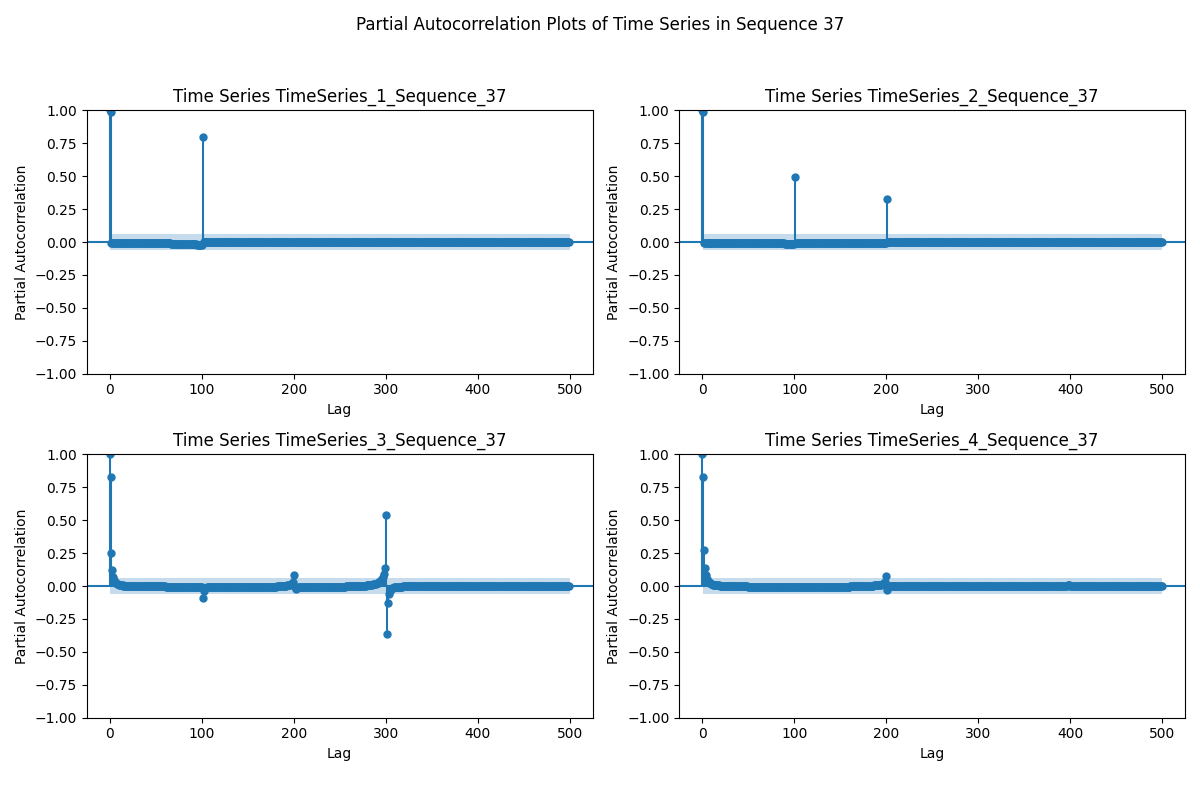 Partial Autocorrelation Plots of Time Series in Sequence 37
Time Series TimeSeries_1_Sequence_37
1.00
0.75
0.50
0.25
0.00
−0.25
−0.50
−0.75
−1.00
Partial Autocorrelation
0 100 200 300 400 500
Lag
Time Series TimeSeries_2_Sequence_37
1.00
0.75
0.50
0.25
0.00
−0.25
−0.50
−0.75
−1.00
Partial Autocorrelation
0 100 200 300 400 500
Lag
Time Series TimeSeries_3_Sequence_37
1.00
0.75
0.50
0.25
0.00
−0.25
−0.50
−0.75
−1.00
Partial Autocorrelation
0 100 200 300 400 500
Lag
Time Series TimeSeries_4_Sequence_37
1.00
0.75
0.50
0.25
0.00
−0.25
−0.50
−0.75
−1.00
Partial Autocorrelation
0 100 200 300 400 500
Lag